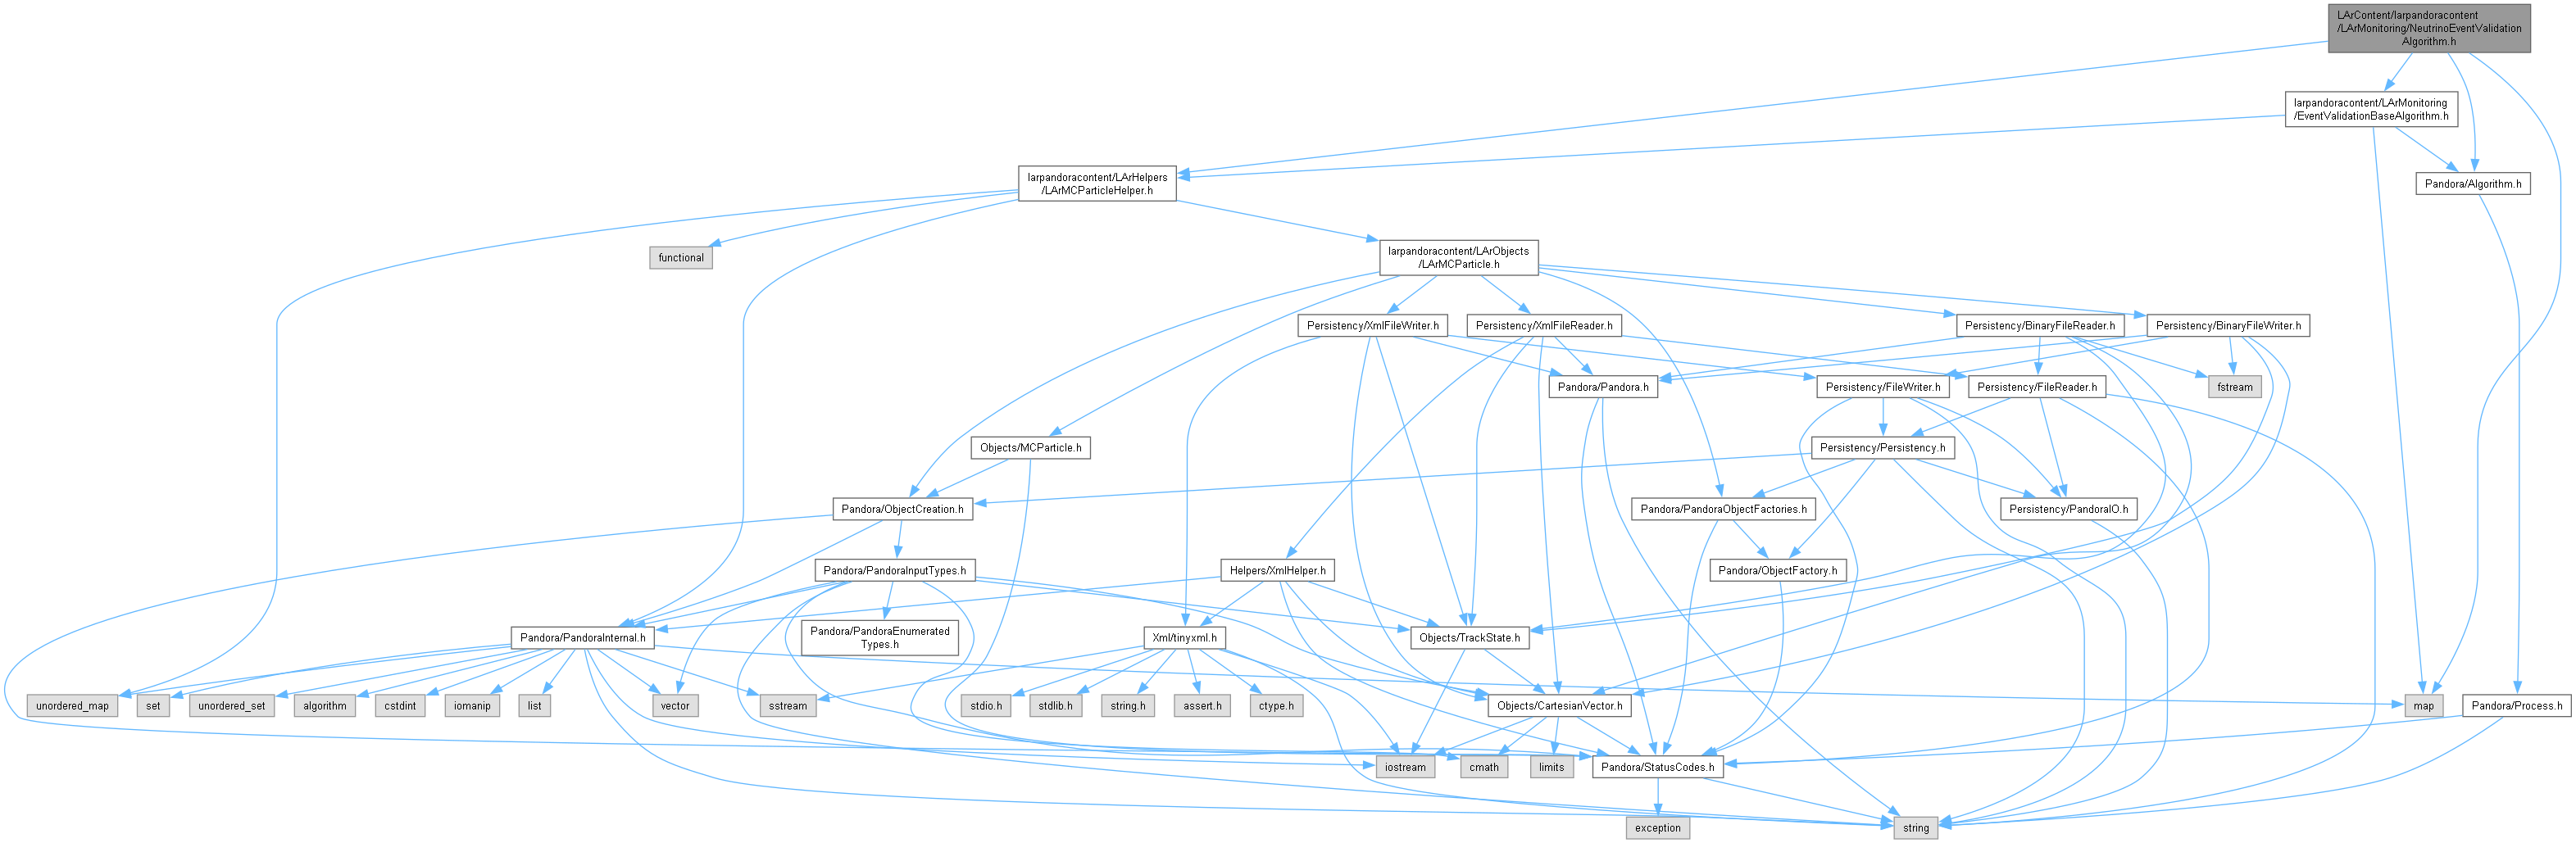 LArContent/larpandoracontent
/LArMonitoring/NeutrinoEventValidation
Algorithm.h
larpandoracontent/LArMonitoring
/EventValidationBaseAlgorithm.h
larpandoracontent/LArHelpers
/LArMCParticleHelper.h
Pandora/Algorithm.h
functional
larpandoracontent/LArObjects
/LArMCParticle.h
Persistency/XmlFileWriter.h
Persistency/XmlFileReader.h
Persistency/BinaryFileReader.h
Persistency/BinaryFileWriter.h
Pandora/Pandora.h
Persistency/FileWriter.h
Persistency/FileReader.h
fstream
Objects/MCParticle.h
Persistency/Persistency.h
Pandora/ObjectCreation.h
Pandora/PandoraObjectFactories.h
Persistency/PandoraIO.h
Pandora/PandoraInputTypes.h
Helpers/XmlHelper.h
Pandora/ObjectFactory.h
Pandora/PandoraInternal.h
Pandora/PandoraEnumerated
Types.h
Xml/tinyxml.h
Objects/TrackState.h
unordered_map
set
unordered_set
algorithm
cstdint
iomanip
list
vector
sstream
stdio.h
stdlib.h
string.h
assert.h
ctype.h
Objects/CartesianVector.h
map
Pandora/Process.h
iostream
cmath
limits
Pandora/StatusCodes.h
exception
string